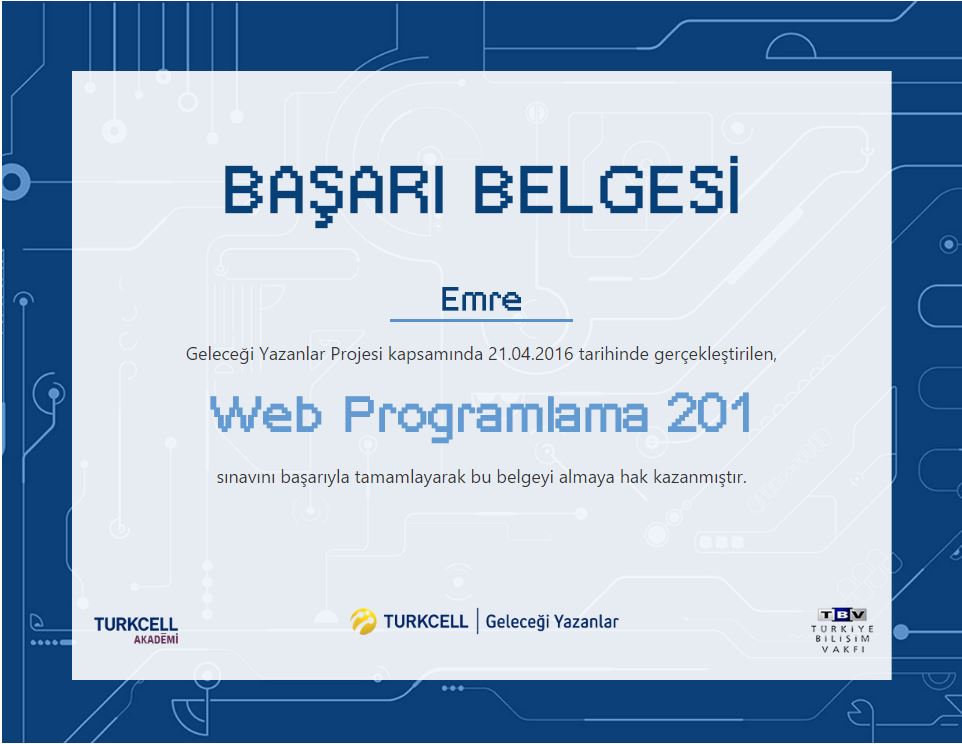 BAŞARI BELGESİ
Emre
Geleceği Yazanlar Projesi kapsamında 21.04.2016 tarihinde gerçekleştirilen,
Web Programlama 201
sınavını başarıyla tamamlayarak bu belgeyi almaya hak kazanmıştır.
TURKCELL
AKADEMİ
TURKCELL | Geleceği Yazanlar
TBV
TÜRKİYE
BİLİŞİM
VAKFI